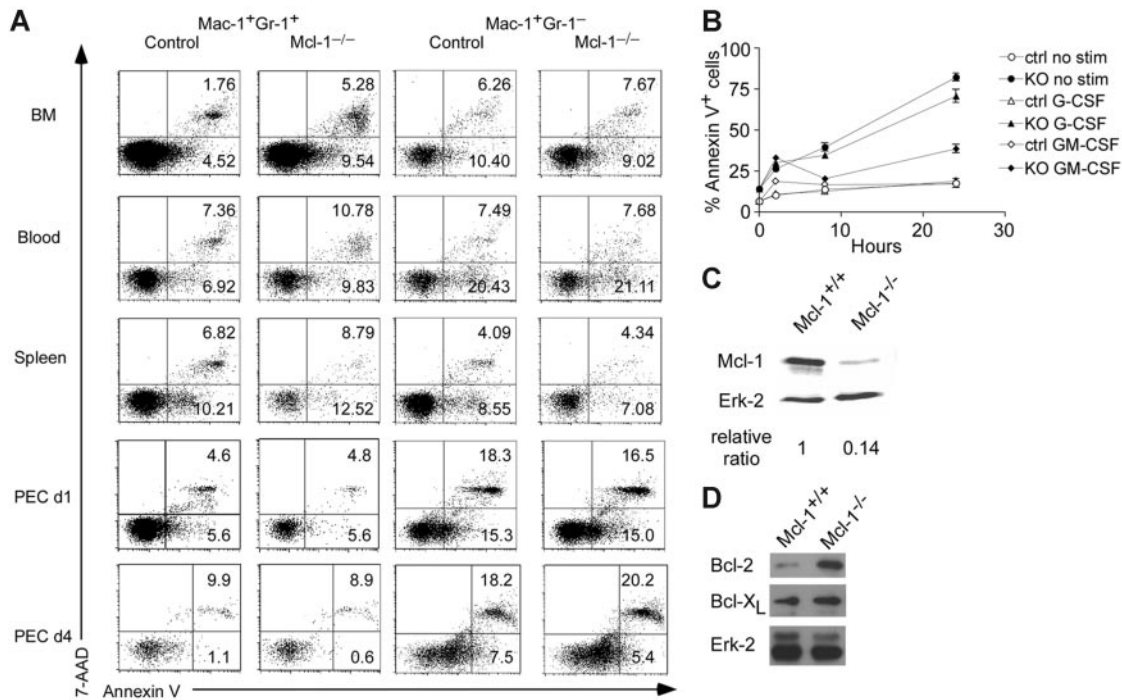 A
Mac-1+Gr-1+ Mac-1+Gr-1−
Control Mcl-1−/− Control Mcl-1−/−
BM
1.76 5.28 6.26 7.67
4.52 9.54 10.40 9.02
Blood
7.36 10.78 7.49 7.68
6.92 9.83 20.43 21.11
Spleen
6.82 8.79 4.09 4.34
10.21 12.52 8.55 7.08
PEC d1
4.6 4.8 18.3 16.5
5.6 5.6 15.3 15.0
PEC d4
9.9 8.9 18.2 20.2
1.1 0.6 7.5 5.4
7-AAD
Annexin V
B
% Annexin V+ cells
100
75
50
25
0
0 10 20 30
Hours
ctrl no stim
KO no stim
ctrl G-CSF
KO G-CSF
ctrl GM-CSF
KO GM-CSF
C
Mcl-1+/+ Mcl-1−/−
Mcl-1
Erk-2
relative
ratio 1 0.14
D
Mcl-1+/+ Mcl-1−/−
Bcl-2
Bcl-XL
Erk-2